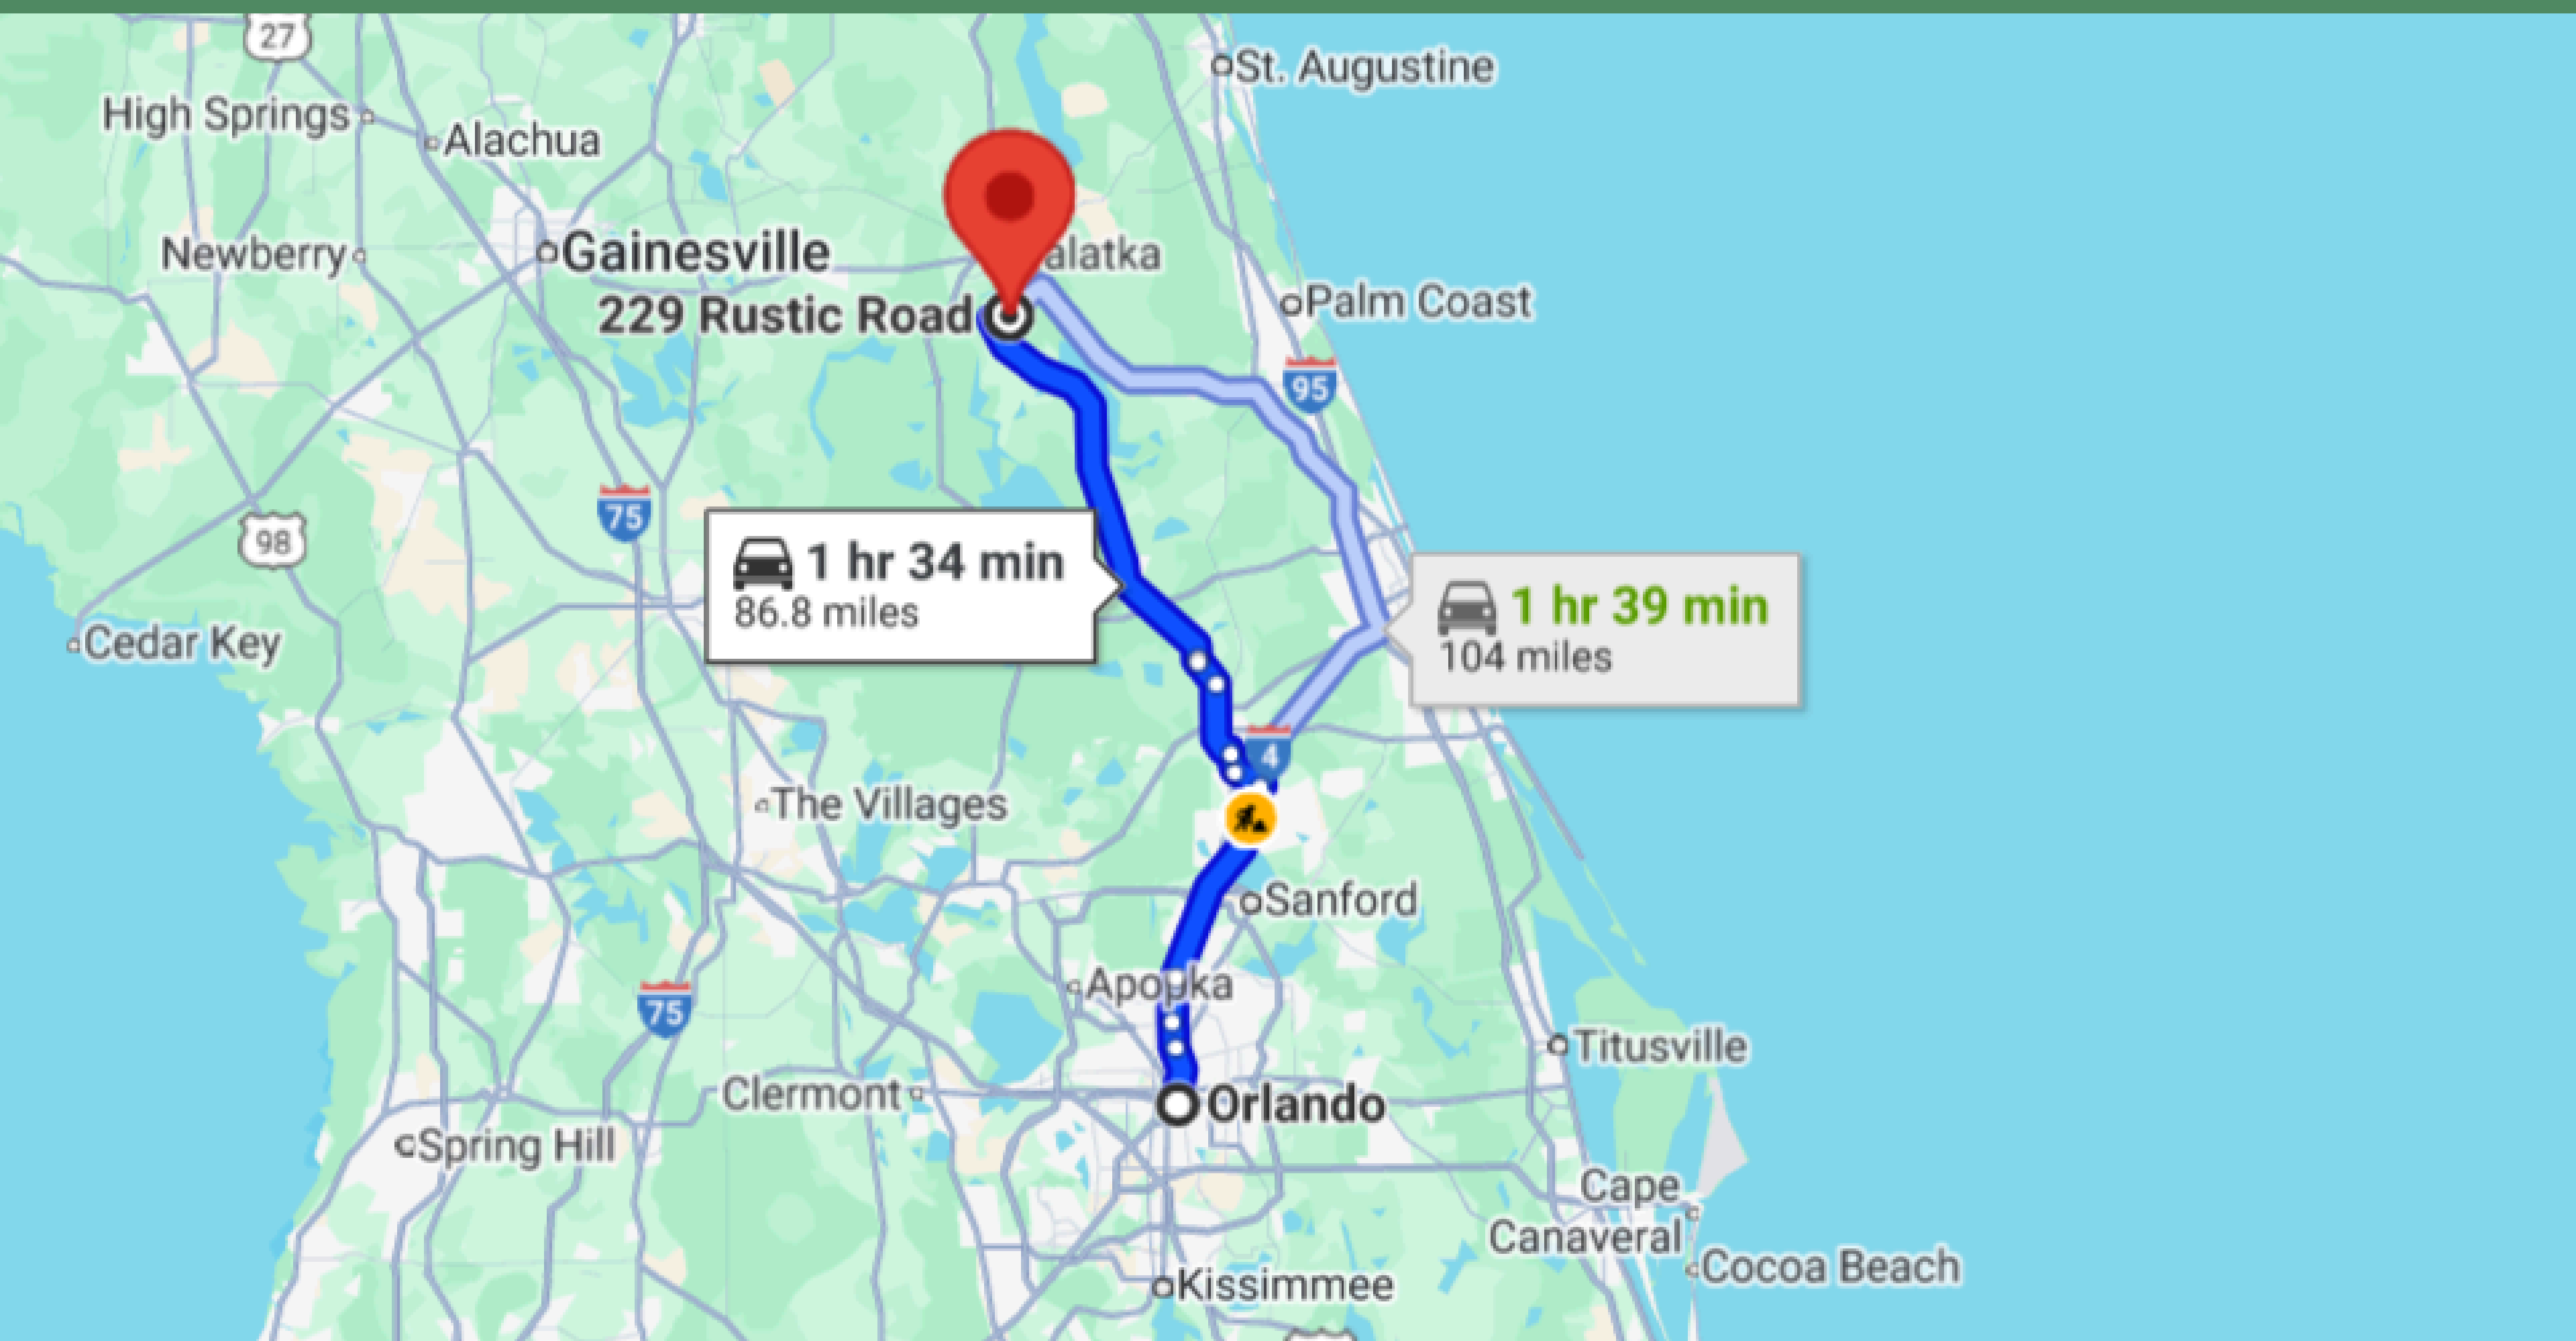 27
St. Augustine
High Springs
Alachua
Gainesville
alatka
Newberry
229 Rustic Road
Palm Coast
95
75
98
1 hr 34 min
86.8 miles
1 hr 39 min
104 miles
Cedar Key
4
The Villages
Sanford
Apopka
75
Titusville
Clermont
Orlando
Spring Hill
Cape
Canaveral
Cocoa Beach
Kissimmee